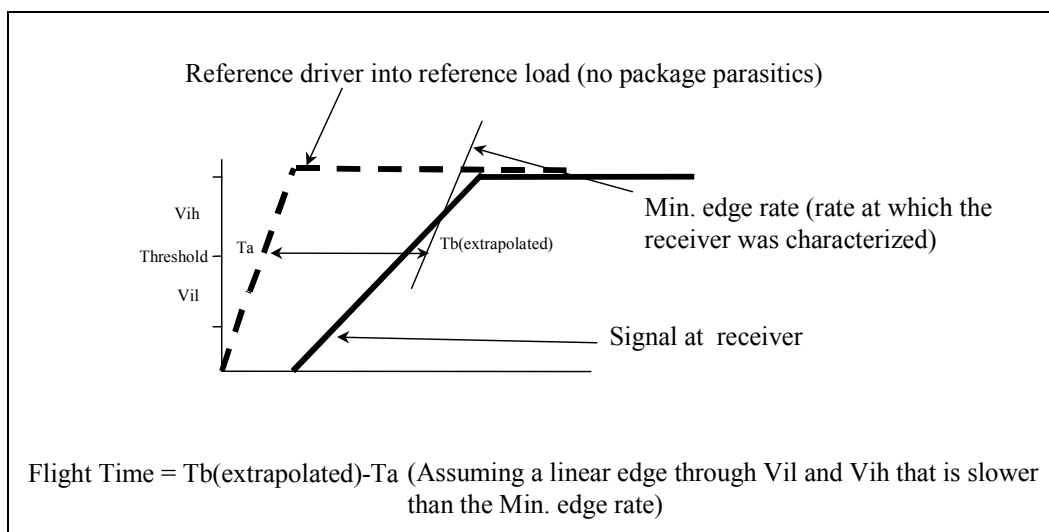 Reference driver into reference load (no package parasitics)
Vih
Min. edge rate (rate at which the
receiver was characterized)
Ta
Tb(extrapolated)
Threshold
Vil
Signal at receiver
Flight Time = Tb(extrapolated)-Ta (Assuming a linear edge through Vil and Vih that is slower
than the Min. edge rate)